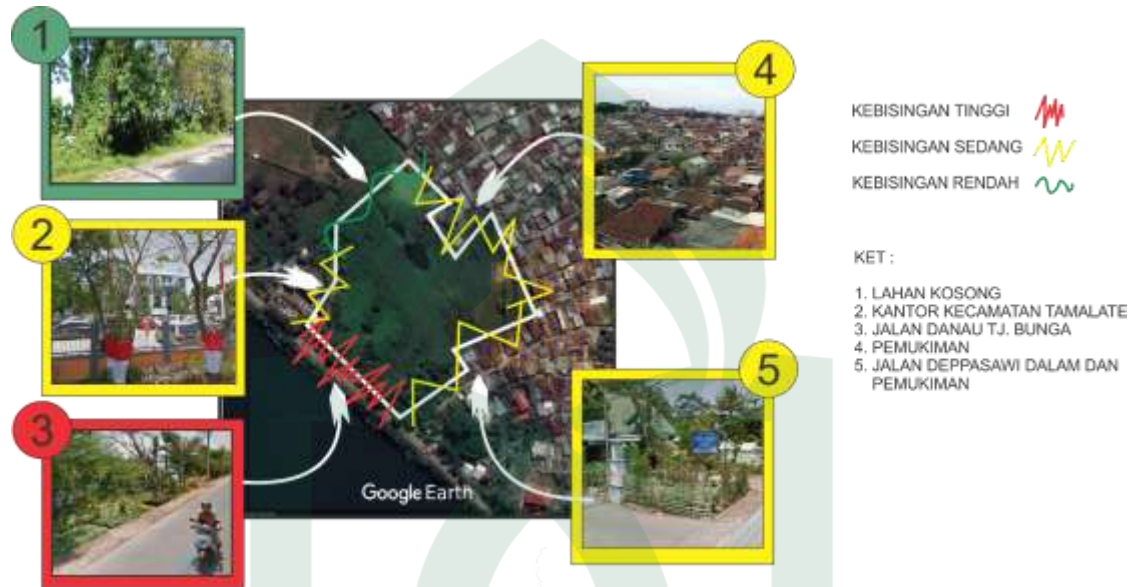 1
2
3
4
5
Google Earth
KEBISINGAN TINGGI
KEBISINGAN SEDANG
KEBISINGAN RENDAH
KET :
1. LAHAN KOSONG
2. KANTOR KECAMATAN TAMALATE
3. JALAN DANAU TJ. BUNGA
4. PEMUKIMAN
5. JALAN DEPPASAWI DALAM DAN
PEMUKIMAN